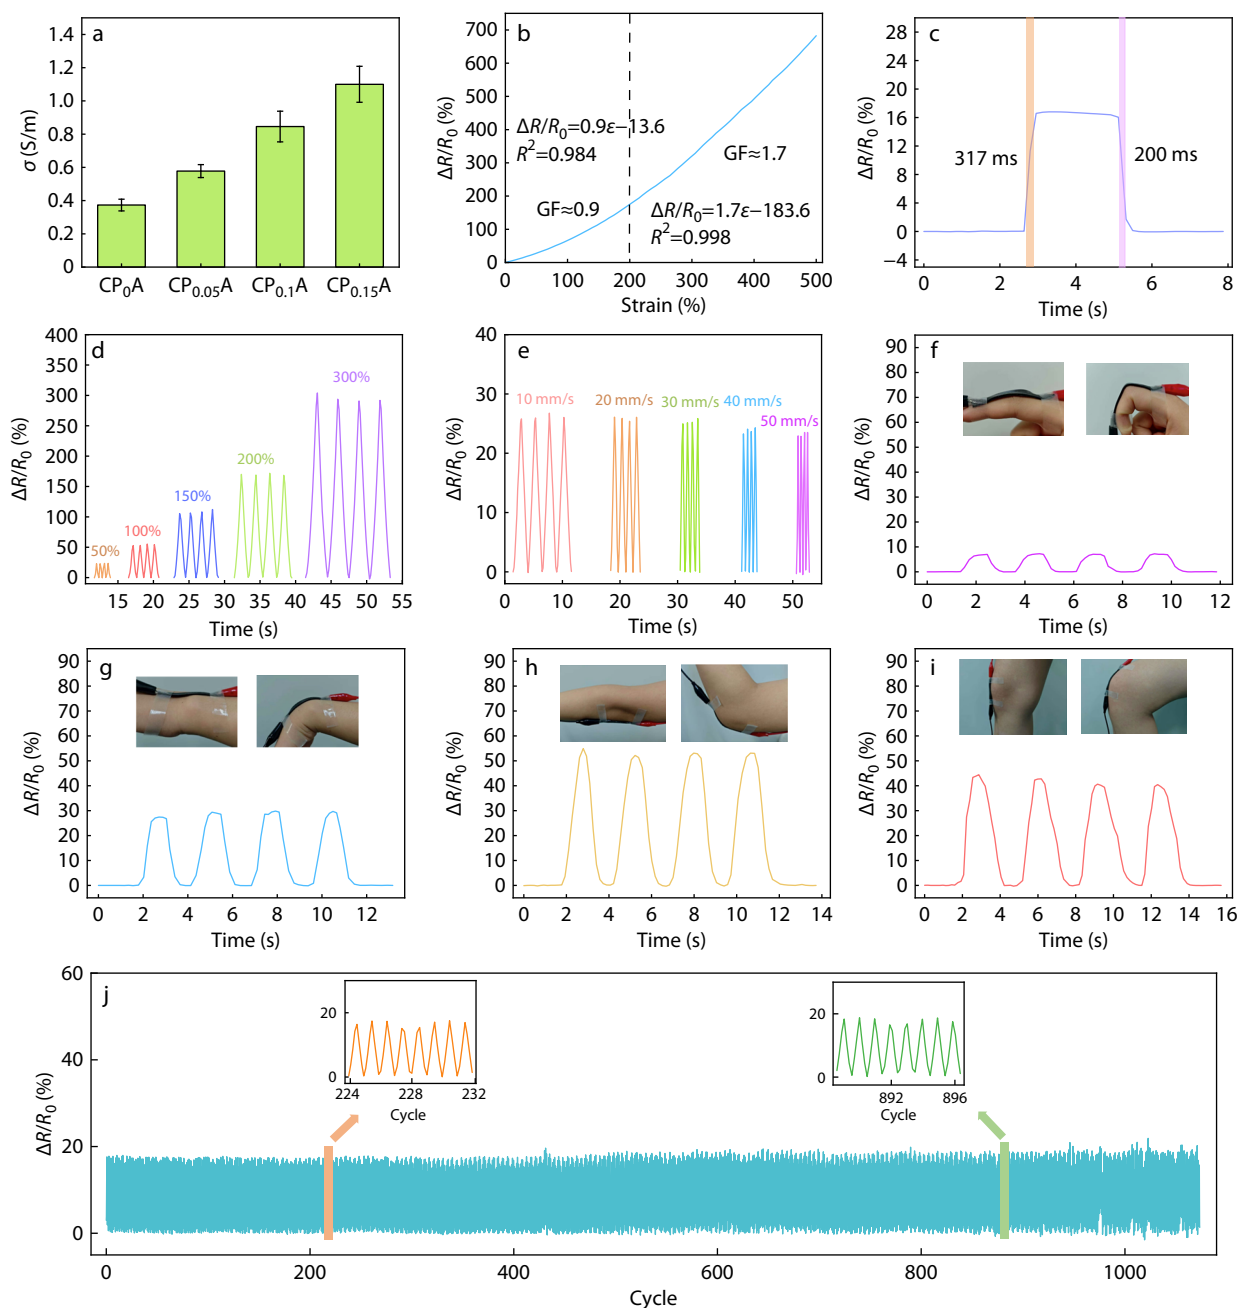 a
1.4
1.2
1.0
0.8
0.6
0.4
0.2
0
σ (S/m)
CP₀A
CP₀.₀₅A
CP₀.₁A
CP₀.₁₅A
b
700
600
500
400
300
200
100
0
ΔR/R₀ (%)
ΔR/R₀=0.9ε−13.6
R²=0.984
GF≈1.7
GF≈0.9
ΔR/R₀=1.7ε−183.6
R²=0.998
100 200 300 400 500
Strain (%)
c
28
24
20
16
12
8
4
0
−4
ΔR/R₀ (%)
317 ms
200 ms
0 2 4 6 8
Time (s)
d
400
350
300
250
200
150
100
50
0
ΔR/R₀ (%)
50%
100%
150%
200%
300%
15 20 25 30 35 40 45 50 55
Time (s)
e
40
30
20
10
0
ΔR/R₀ (%)
10 mm/s
20 mm/s
30 mm/s
40 mm/s
50 mm/s
0 10 20 30 40 50
Time (s)
f
90
80
70
60
50
40
30
20
10
0
ΔR/R₀ (%)
0 2 4 6 8 10 12
Time (s)
g
90
80
70
60
50
40
30
20
10
0
ΔR/R₀ (%)
0 2 4 6 8 10 12
Time (s)
h
90
80
70
60
50
40
30
20
10
0
ΔR/R₀ (%)
0 2 4 6 8 10 12 14
Time (s)
i
90
80
70
60
50
40
30
20
10
0
ΔR/R₀ (%)
0 2 4 6 8 10 12 14 16
Time (s)
j
60
40
20
0
ΔR/R₀ (%)
20
0
224 228 232
Cycle
20
0
892 896
Cycle
0 200 400 600 800 1000
Cycle